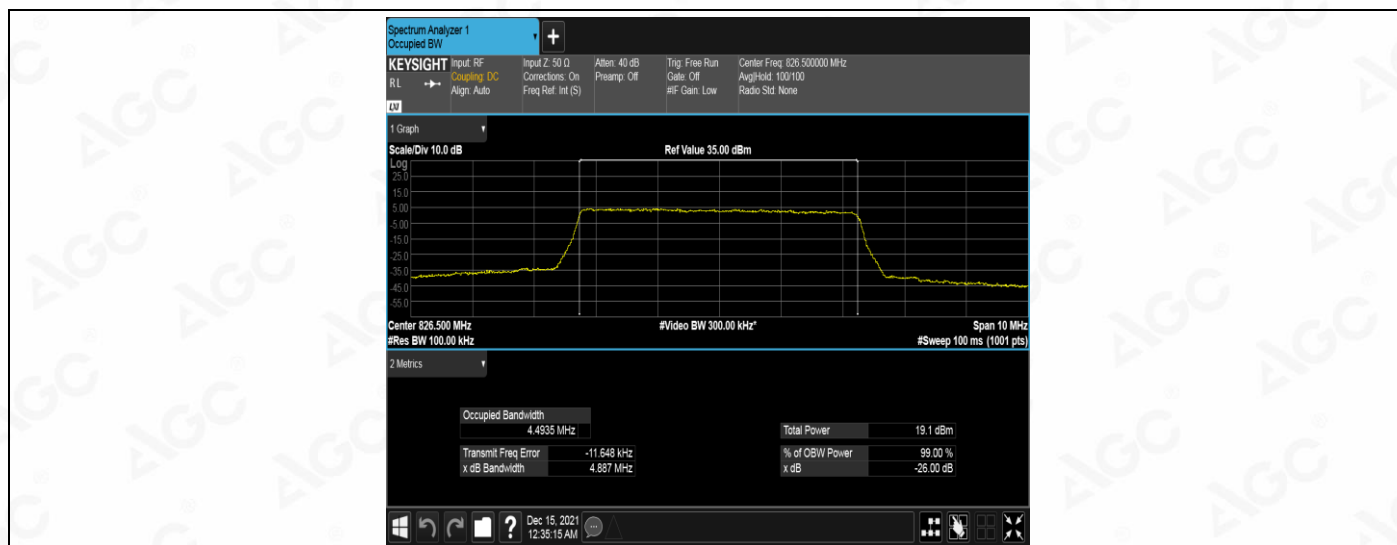 Spectrum Analyzer 1
Occupied BW
+
KEYSIGHT Input: RF Input Z: 50 Ω Atten: 40 dB Trig: Free Run Center Freq: 826.500000 MHz
RL Coupling: DC Corrections: On Preamp: Off Gate: Off Avg|Hold: 100/100
Align: Auto Freq Ref: Int (S) #IF Gain: Low Radio Std: None
LXI
1 Graph
Scale/Div 10.0 dB Ref Value 35.00 dBm
Log
25.0
15.0
5.00
-5.00
-15.0
-25.0
-35.0
-45.0
-55.0
Center 826.500 MHz #Video BW 300.00 kHz* Span 10 MHz
#Res BW 100.00 kHz #Sweep 100 ms (1001 pts)
2 Metrics
Occupied Bandwidth
4.4935 MHz Total Power 19.1 dBm
Transmit Freq Error -11.648 kHz % of OBW Power 99.00 %
x dB Bandwidth 4.887 MHz x dB -26.00 dB
? Dec 15, 2021
12:35:15 AM
AGC